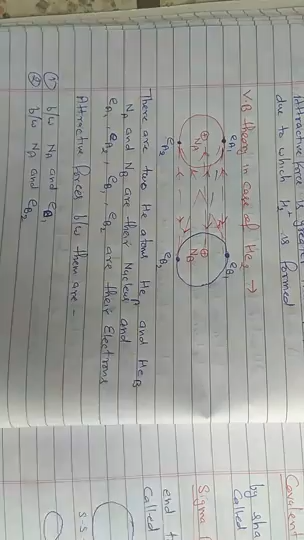 Attractive force is greater
due to which H2+ is formed
VB theory in case of He2 →
eA1
eB1
NA
NB
eA2
eB2
There are two He atoms HeA and HeB
NA and NB are their Nucleus and
eA1, eA2, eB1, eB2 are their Electrons
Attractive forces b/w them are -
① b/w NA and eB1
② b/w NA and eB2
Covalent
by sha
called
Sigma
end t
called
s-s